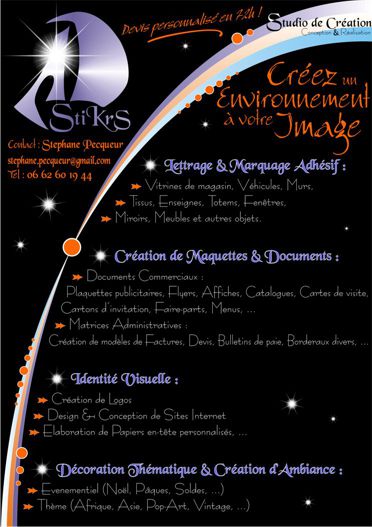 Devis personnalisé en 72h !
Studio de Création
Conception & Réalisation
Créez un
Environnement
à votre Image
StiKrS
Contact : Stephane Pecqueur
stephane.pecqueur@gmail.com
Tél : 06 62 60 19 44
Lettrage & Marquage Adhésif :
Vitrines de magasin, Véhicules, Murs,
Tissus, Enseignes, Totems, Fenêtres,
Miroirs, Meubles et autres objets.
Création de Maquettes & Documents :
Documents Commerciaux :
Plaquettes publicitaires, Flyers, Affiches, Catalogues, Cartes de visite,
Cartons d'invitation, Faire-parts, Menus, ...
Matrices Administratives :
Création de modèles de Factures, Devis, Bulletins de paie, Borderaux divers, ...
Identité Visuelle :
Création de Logos
Design & Conception de Sites Internet
Elaboration de Papiers en-tête personnalisés, ...
Décoration Thématique & Création d'Ambiance :
Evenementiel (Noël, Pâques, Soldes, ...)
Thème (Afrique, Asie, Pop-Art, Vintage, ...)